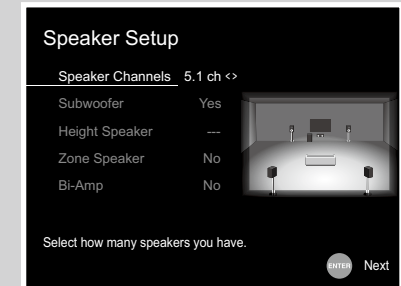 Speaker Setup
Speaker Channels 5.1 ch <>
Subwoofer Yes
Height Speaker ---
Zone Speaker No
Bi-Amp No
Select how many speakers you have.
ENTER Next